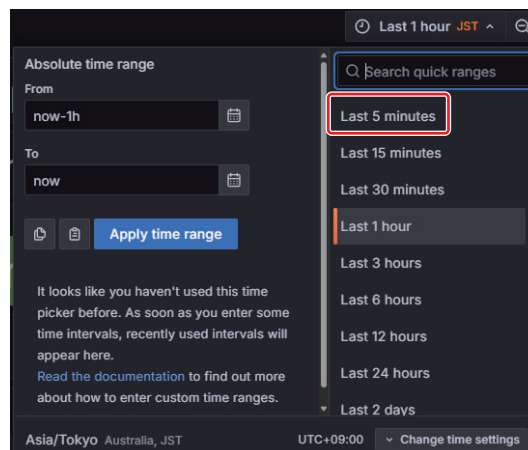 Last 1 hour JST
Absolute time range
From
now-1h
To
now
Apply time range
It looks like you haven't used this time
picker before. As soon as you enter some
time intervals, recently used intervals will
appear here.
Read the documentation to find out more
about how to enter custom time ranges.
Search quick ranges
Last 5 minutes
Last 15 minutes
Last 30 minutes
Last 1 hour
Last 3 hours
Last 6 hours
Last 12 hours
Last 24 hours
Last 2 days
Asia/Tokyo Australia, JST UTC+09:00 Change time settings